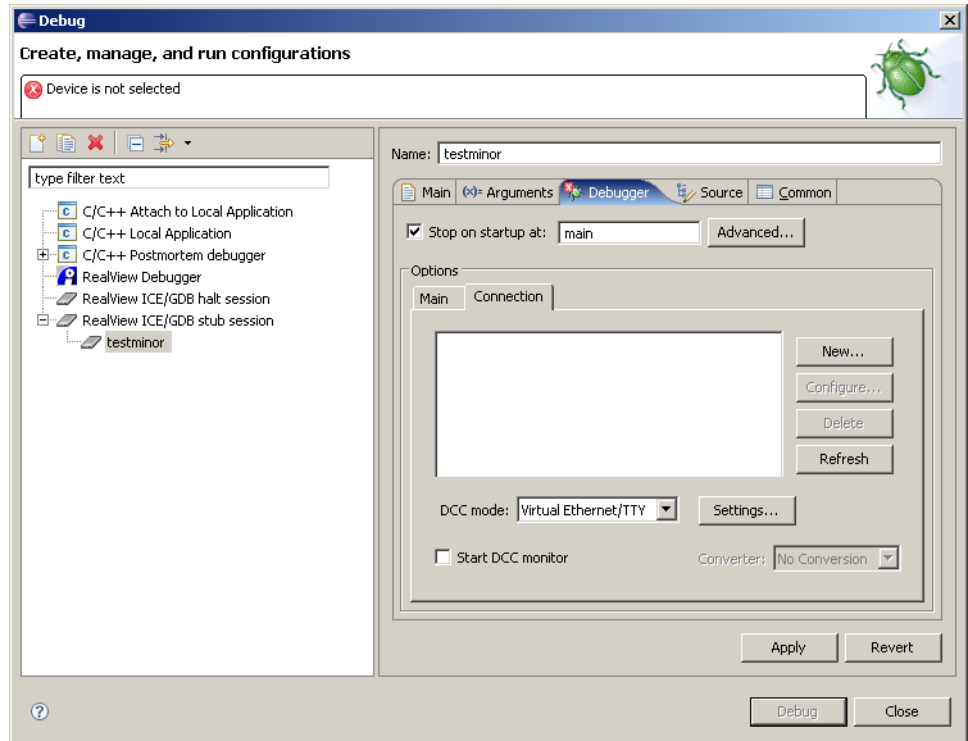 Debug
Create, manage, and run configurations
Device is not selected
type filter text
C/C++ Attach to Local Application
C/C++ Local Application
C/C++ Postmortem debugger
RealView Debugger
RealView ICE/GDB halt session
RealView ICE/GDB stub session
testminor
Name: testminor
Main (x)= Arguments Debugger Source Common
Stop on startup at: main Advanced...
Options
Main Connection
New...
Configure...
Delete
Refresh
DCC mode: Virtual Ethernet/TTY Settings...
Start DCC monitor Converter: No Conversion
Apply Revert
Debug Close